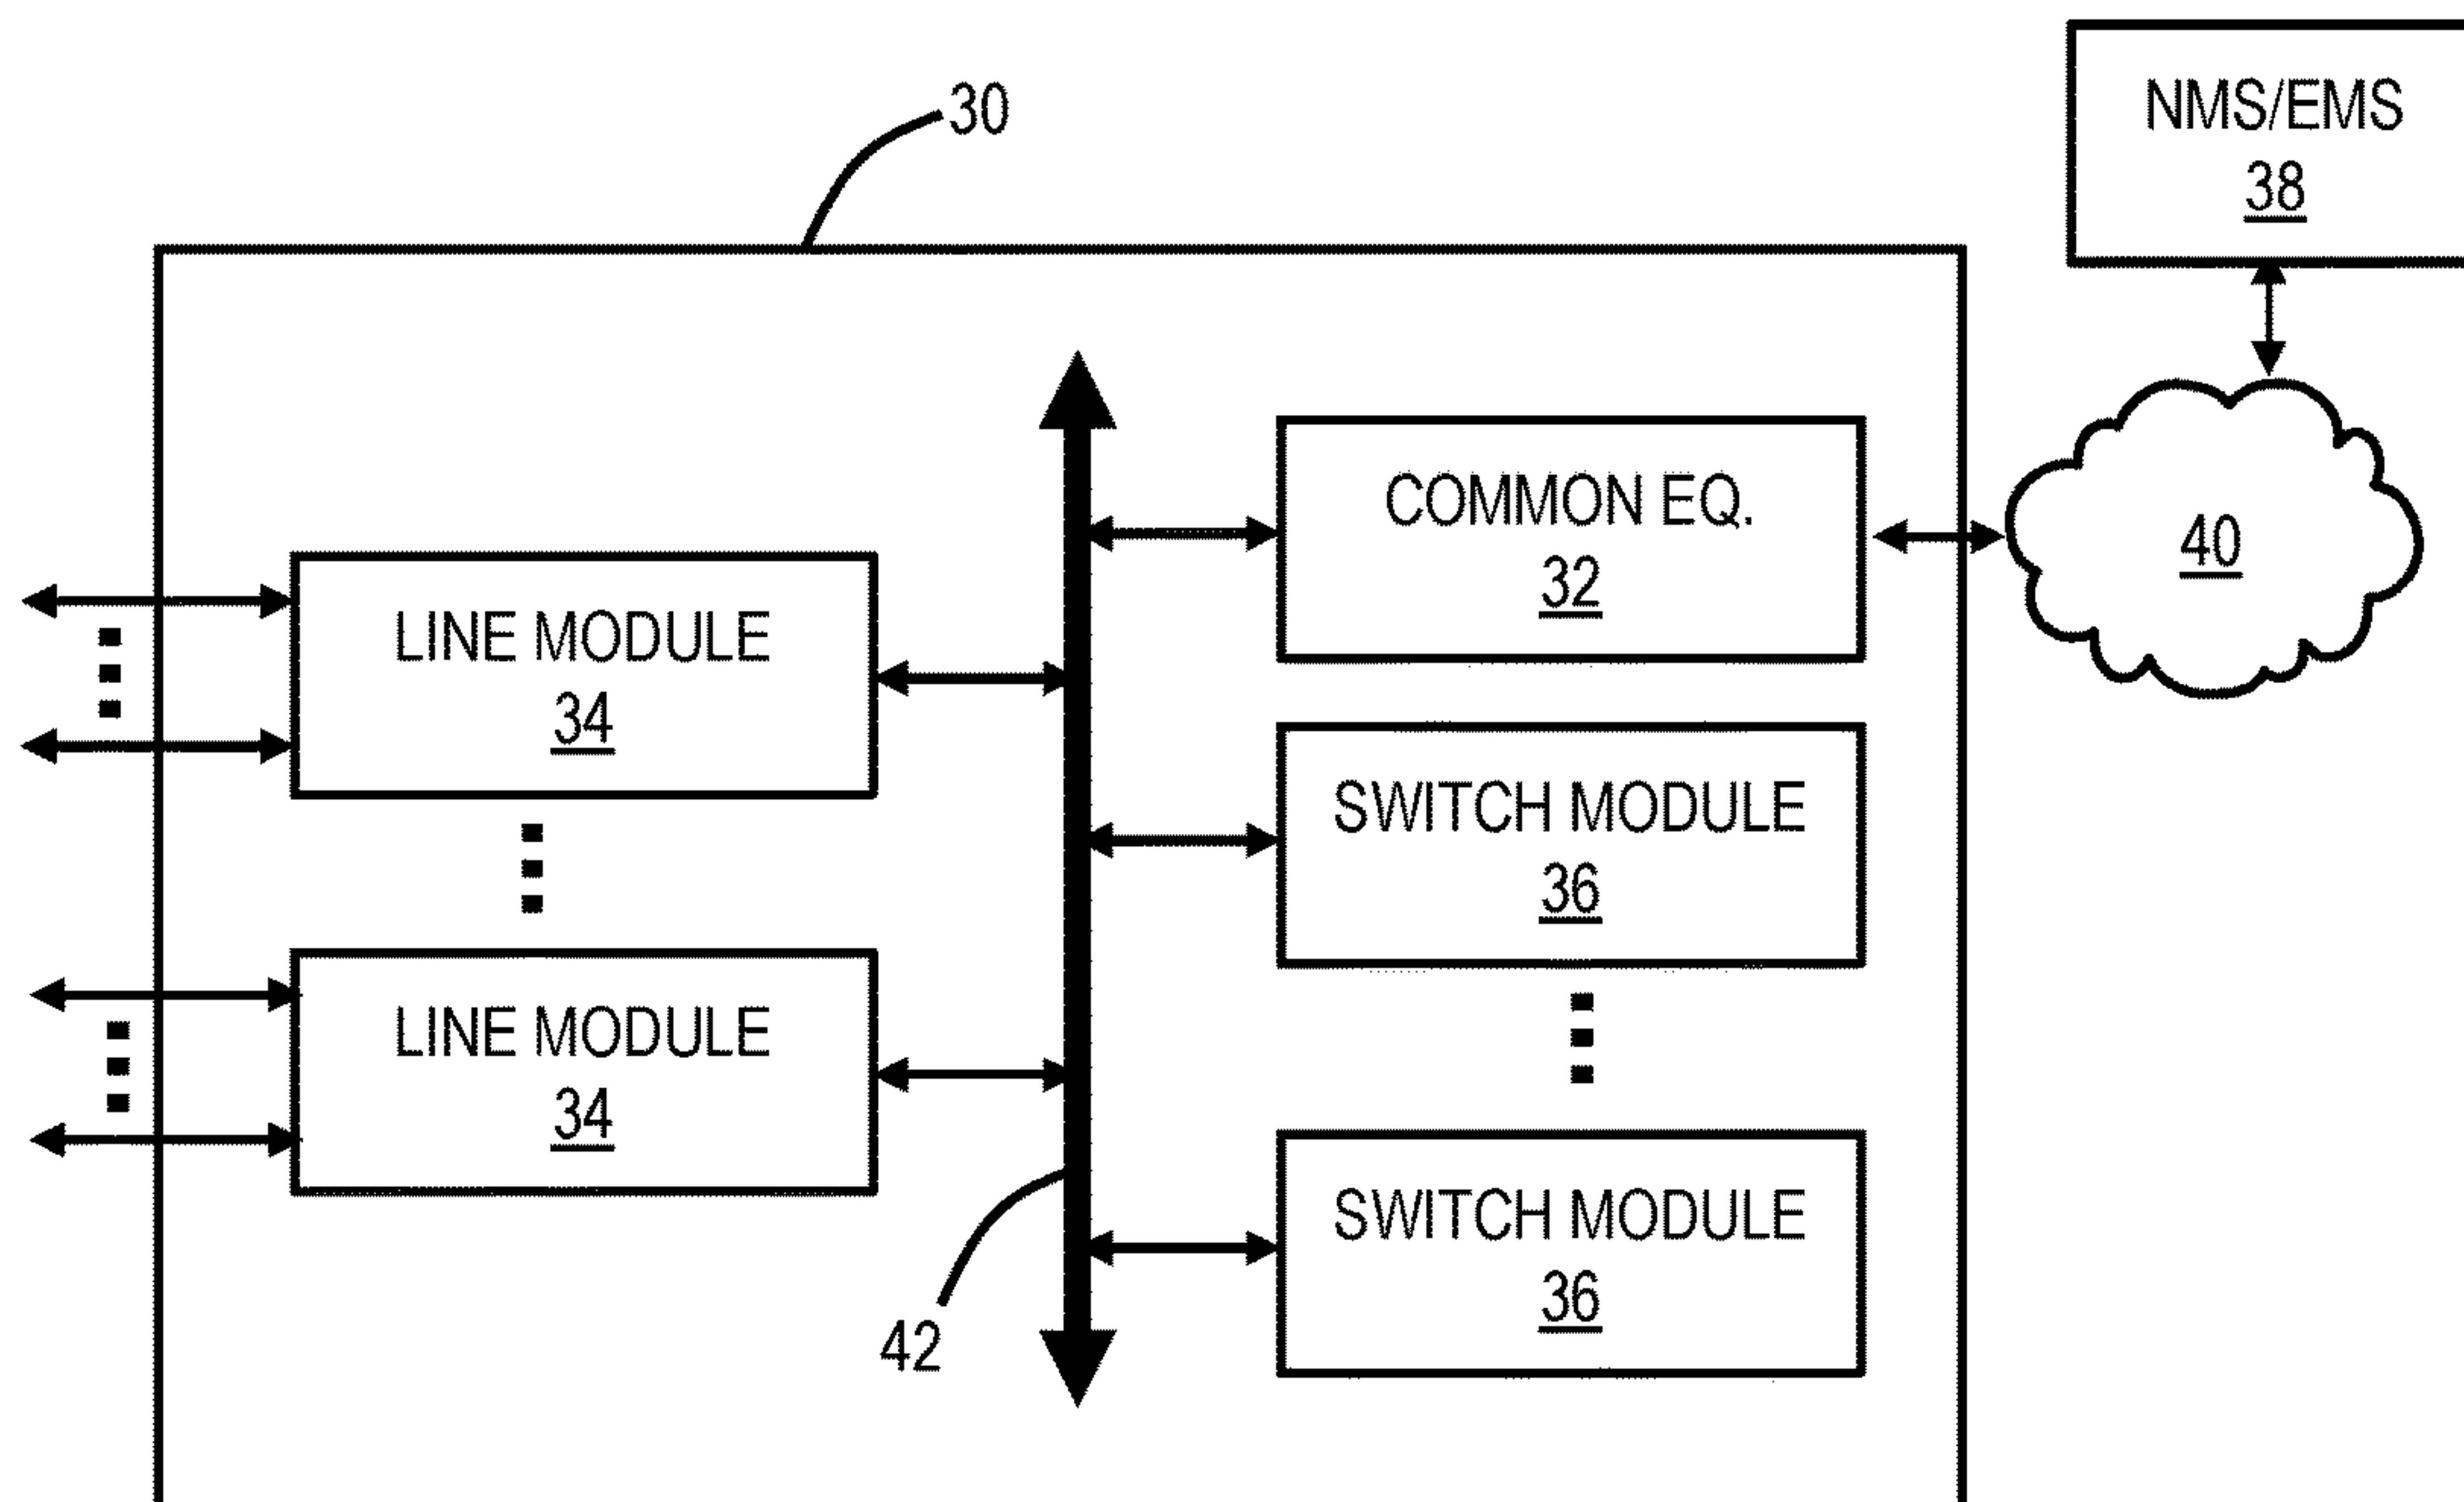 30
NMS/EMS
38
COMMON EQ.
32
40
LINE MODULE
34
SWITCH MODULE
36
LINE MODULE
34
SWITCH MODULE
36
42